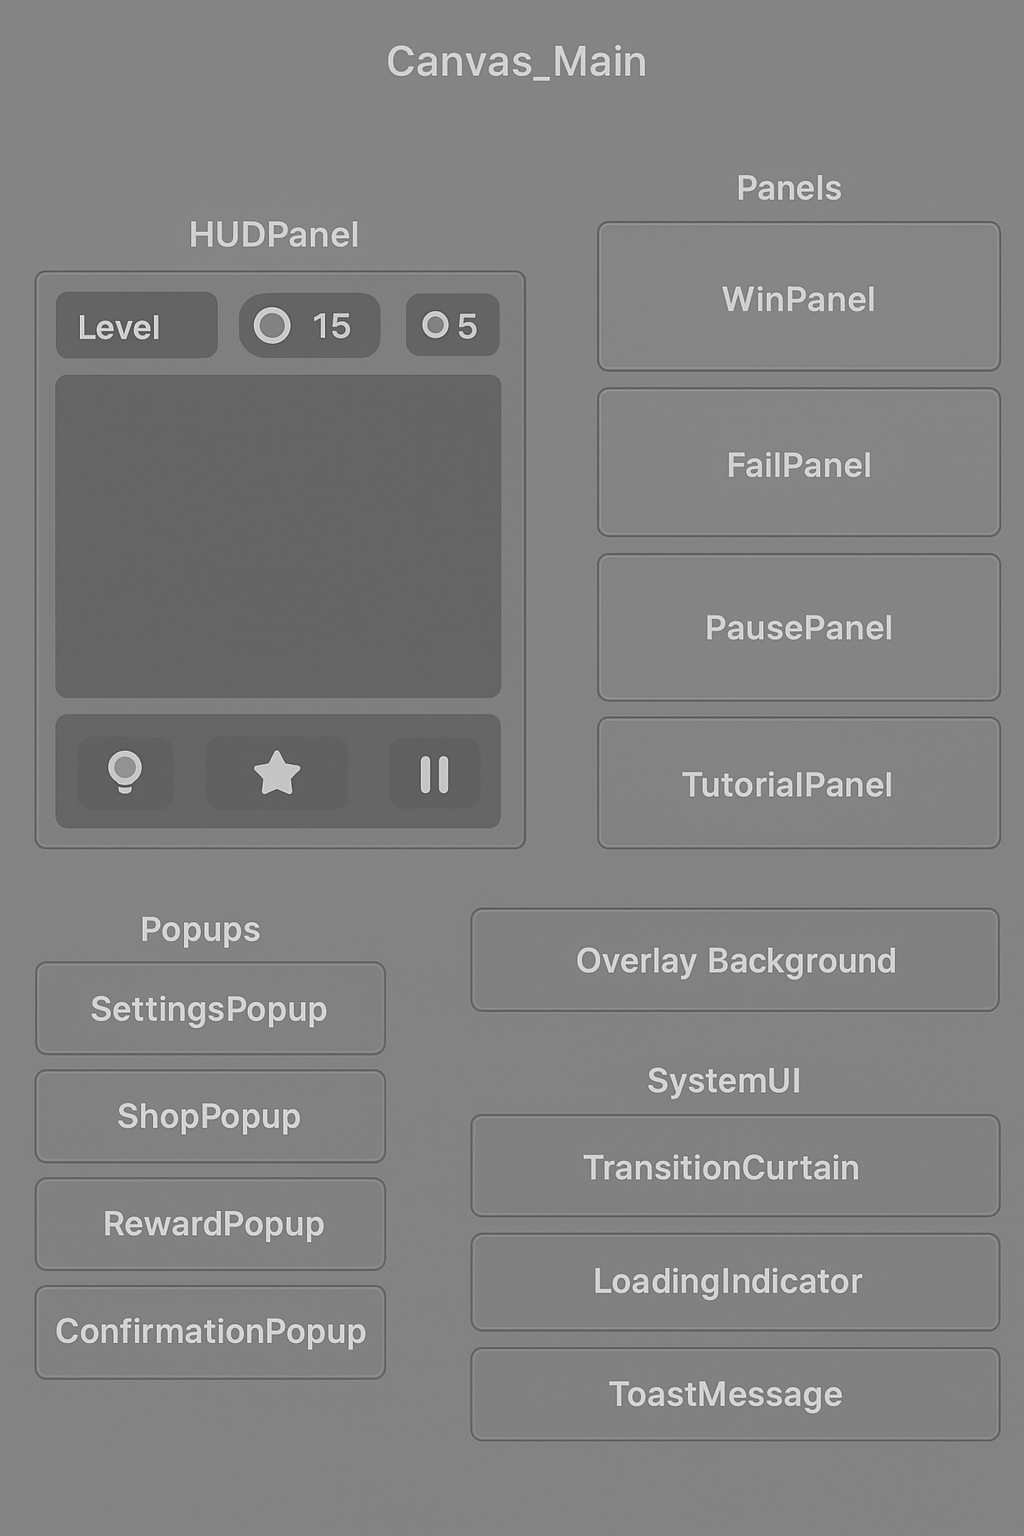 Canvas_Main
HUDPanel
Level
15
5
Panels
WinPanel
FailPanel
PausePanel
TutorialPanel
Popups
SettingsPopup
ShopPopup
RewardPopup
ConfirmationPopup
Overlay Background
SystemUI
TransitionCurtain
LoadingIndicator
ToastMessage